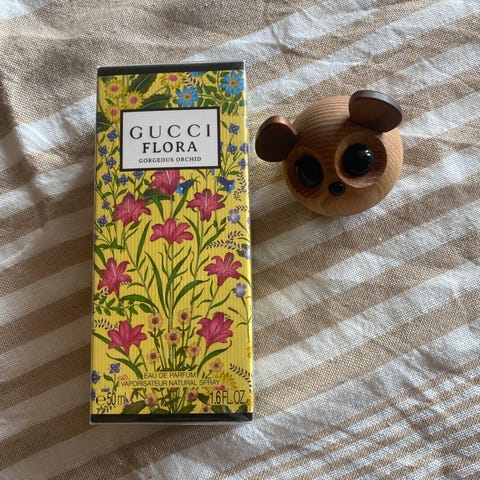 GUCCI
FLORA
GORGEOUS ORCHID
EAU DE PARFUM
VAPORISATEUR NATURAL SPRAY
℮50 mL 1.6 FL.OZ.